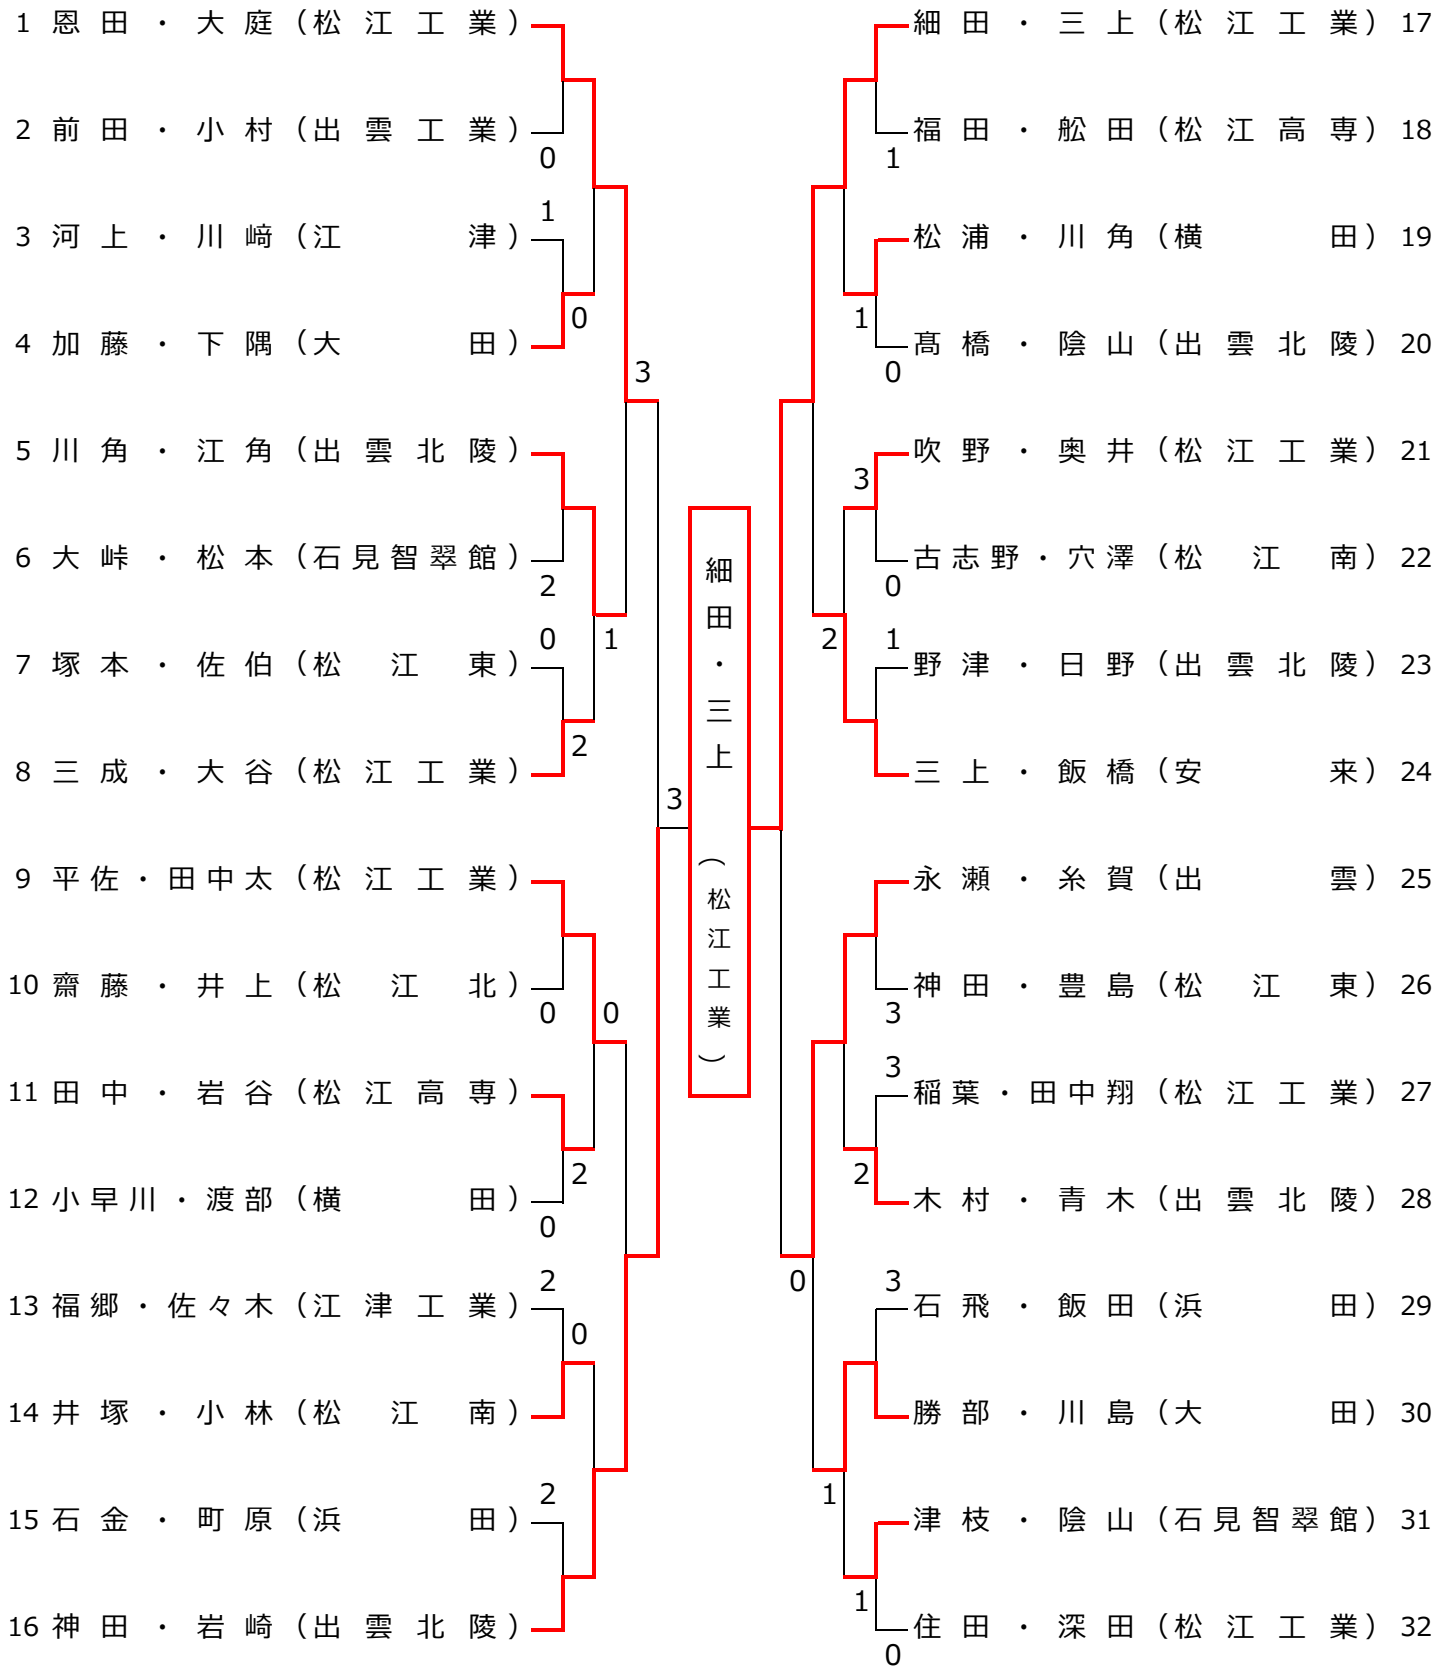 1 恩田・大庭(松江工業)
2 前田・小村(出雲工業)
0
1
3 河上・川﨑(江津)
0
4 加藤・下隅(大田)
3
5 川角・江角(出雲北陵)
6 大峠・松本(石見智翠館)
2
0
1
7 塚本・佐伯(松江東)
2
8 三成・大谷(松江工業)
3
9 平佐・田中太(松江工業)
10 齋藤・井上(松江北)
0
0
11 田中・岩谷(松江高専)
2
12 小早川・渡部(横田)
0
2
13 福郷・佐々木(江津工業)
0
14 井塚・小林(松江南)
2
15 石金・町原(浜田)
16 神田・岩崎(出雲北陵)
細田・三上(松江工業)
細田・三上(松江工業) 17
福田・舩田(松江高専) 18
1
松浦・川角(横田) 19
1
髙橋・陰山(出雲北陵) 20
0
吹野・奥井(松江工業) 21
3
古志野・穴澤(松江南) 22
0
2
1
野津・日野(出雲北陵) 23
三上・飯橋(安来) 24
永瀬・糸賀(出雲) 25
神田・豊島(松江東) 26
3
3
稲葉・田中翔(松江工業) 27
2
木村・青木(出雲北陵) 28
0
3
石飛・飯田(浜田) 29
勝部・川島(大田) 30
1
津枝・陰山(石見智翠館) 31
1
住田・深田(松江工業) 32
0